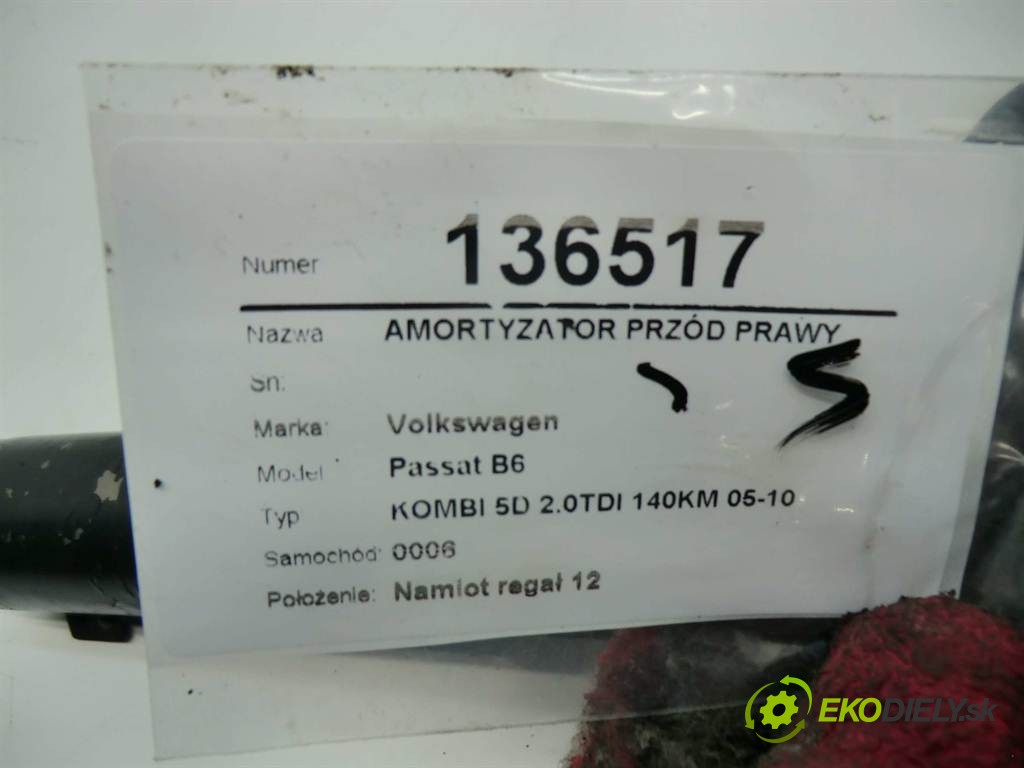 Numer 136517
Nazwa AMORTYZATOR PRZÓD PRAWY
Sn:
Marka: Volkswagen
Model Passat B6
Typ KOMBI 5D 2.0TDI 140KM 05-10
Samochód: 0006
Położenie: Namiot regał 12
EKODIELY.sk